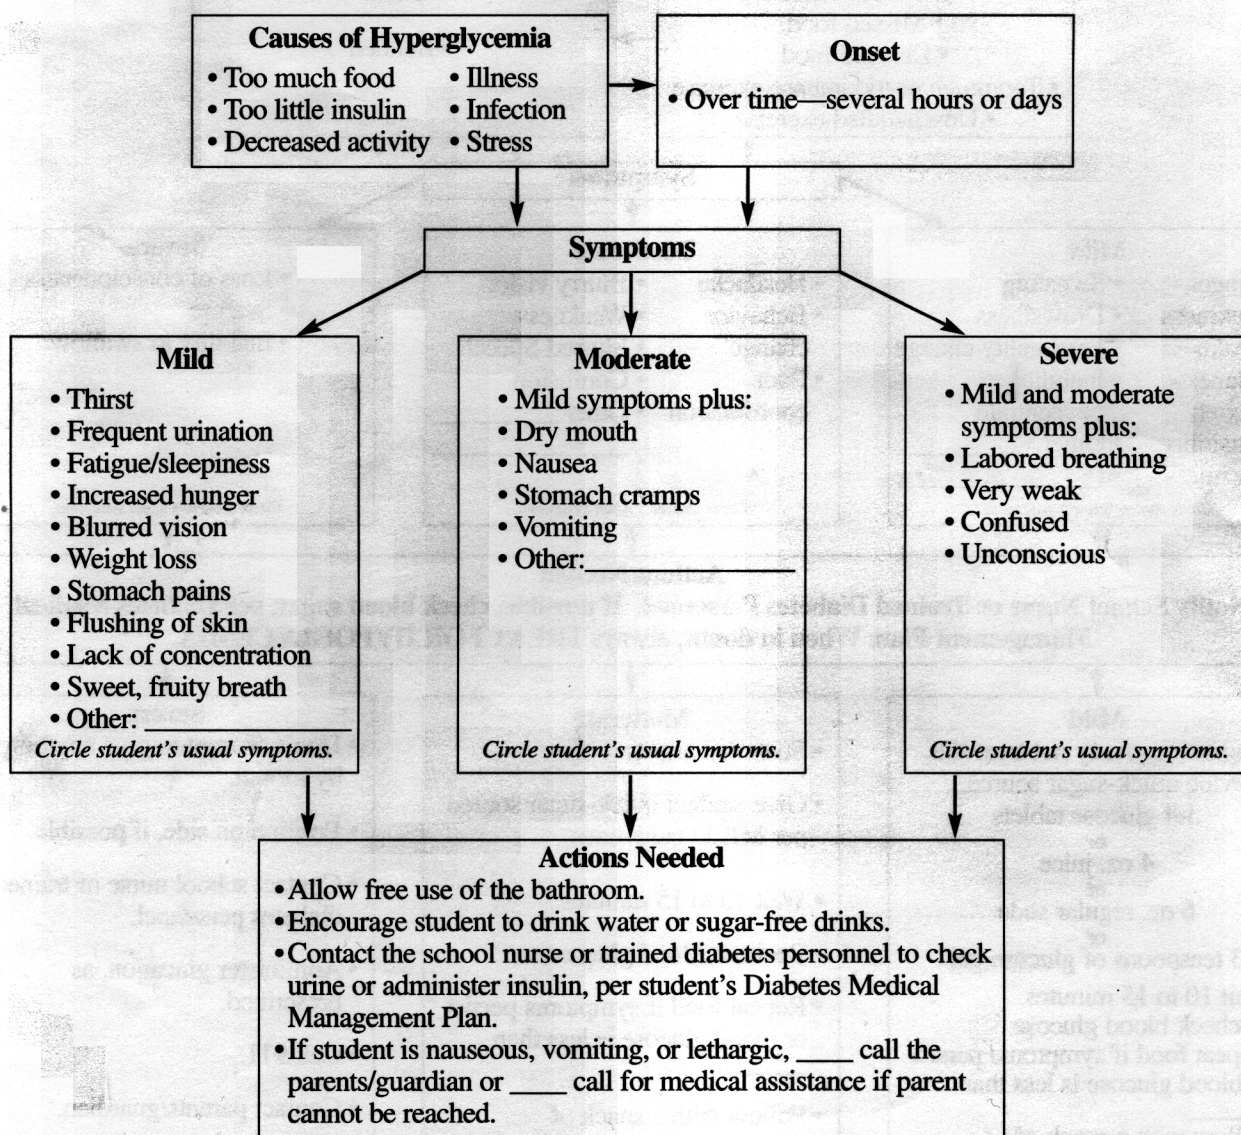 Causes of Hyperglycemia
• Too much food • Illness
• Too little insulin • Infection
• Decreased activity • Stress
Onset
• Over time—several hours or days
Symptoms
Mild
• Thirst
• Frequent urination
• Fatigue/sleepiness
• Increased hunger
• Blurred vision
• Weight loss
• Stomach pains
• Flushing of skin
• Lack of concentration
• Sweet, fruity breath
• Other: ____________________
Circle student's usual symptoms.
Moderate
• Mild symptoms plus:
• Dry mouth
• Nausea
• Stomach cramps
• Vomiting
• Other:____________________
Circle student's usual symptoms.
Severe
• Mild and moderate
symptoms plus:
• Labored breathing
• Very weak
• Confused
• Unconscious
Circle student's usual symptoms.
Actions Needed
• Allow free use of the bathroom.
• Encourage student to drink water or sugar-free drinks.
• Contact the school nurse or trained diabetes personnel to check
urine or administer insulin, per student's Diabetes Medical
Management Plan.
• If student is nauseous, vomiting, or lethargic, ____ call the
parents/guardian or ____ call for medical assistance if parent
cannot be reached.